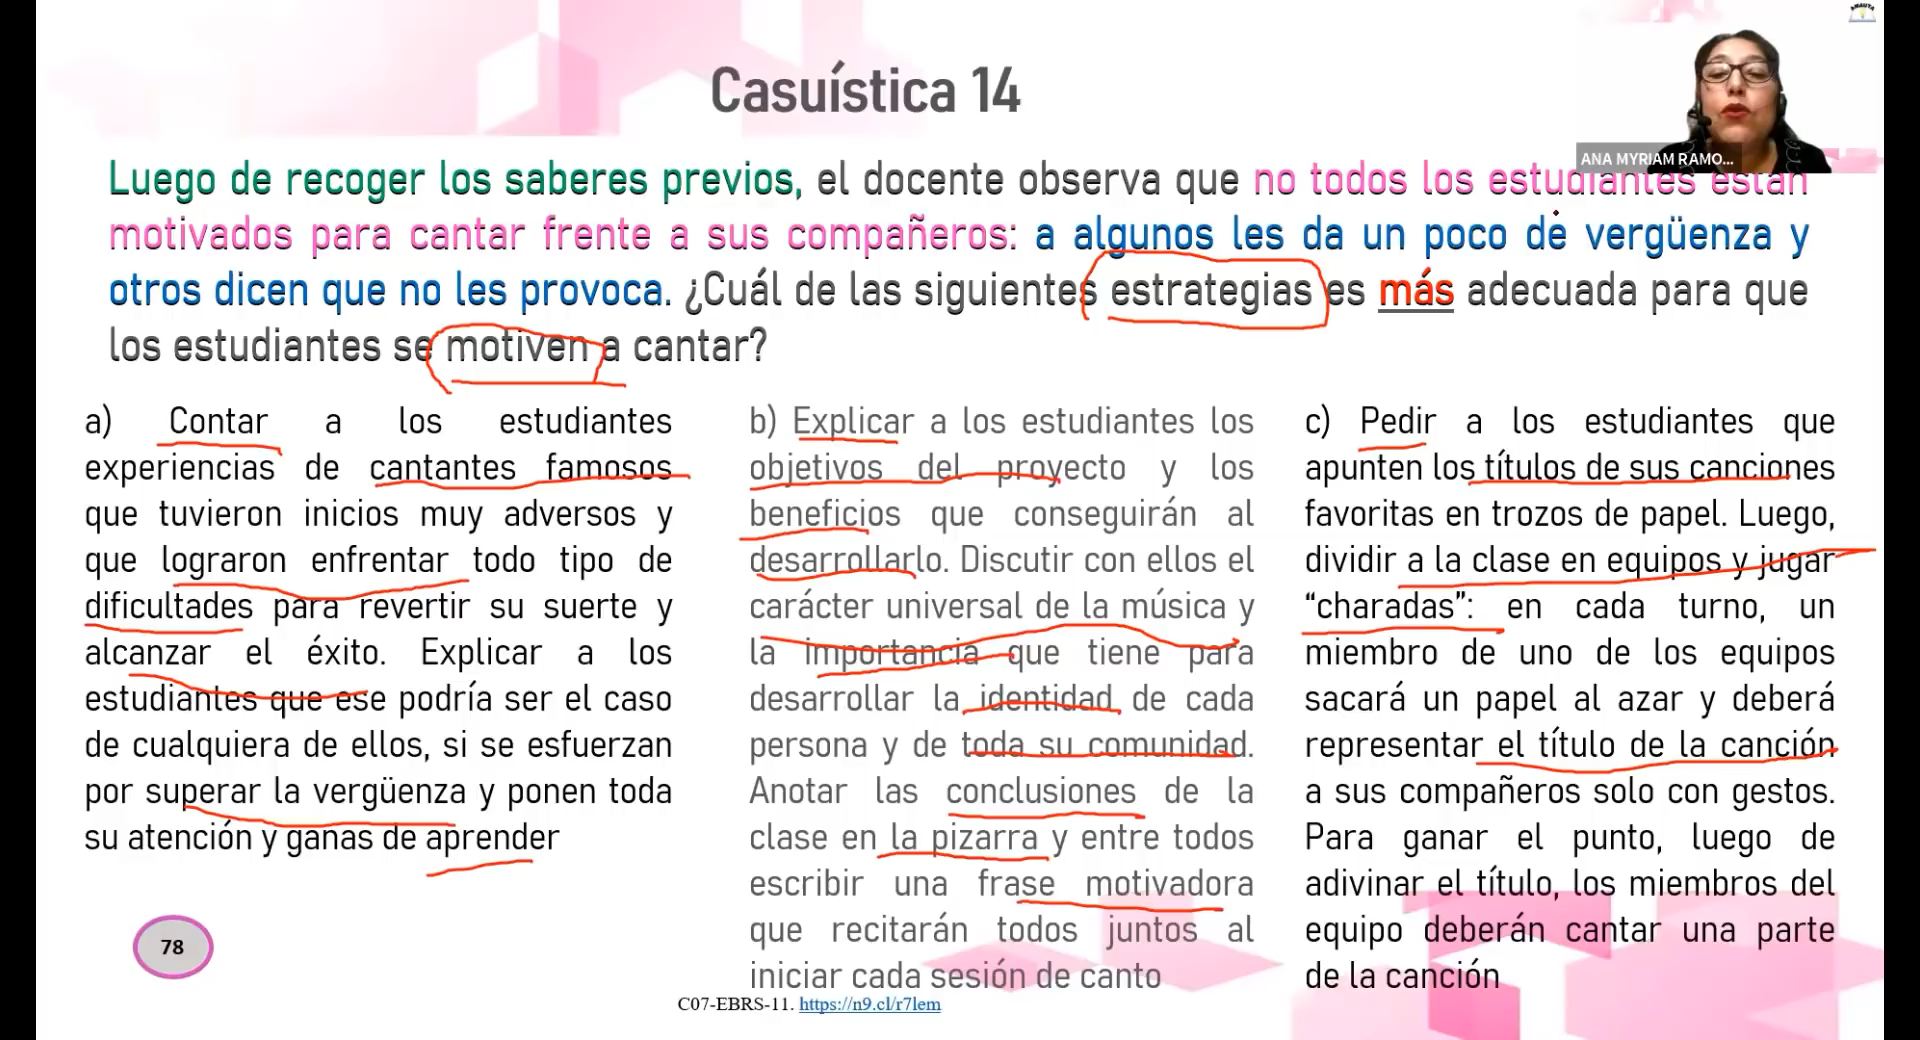 AMAUTA
Casuística 14
ANA MYRIAM RAMO...
Luego de recoger los saberes previos, el docente observa que no todos los estudiantes están
motivados para cantar frente a sus compañeros: a algunos les da un poco de vergüenza y
otros dicen que no les provoca. ¿Cuál de las siguientes estrategias es más adecuada para que
los estudiantes se motiven a cantar?
a) Contar a los estudiantes
experiencias de cantantes famosos
que tuvieron inicios muy adversos y
que lograron enfrentar todo tipo de
dificultades para revertir su suerte y
alcanzar el éxito. Explicar a los
estudiantes que ese podría ser el caso
de cualquiera de ellos, si se esfuerzan
por superar la vergüenza y ponen toda
su atención y ganas de aprender
b) Explicar a los estudiantes los
objetivos del proyecto y los
beneficios que conseguirán al
desarrollarlo. Discutir con ellos el
carácter universal de la música y
la importancia que tiene para
desarrollar la identidad de cada
persona y de toda su comunidad.
Anotar las conclusiones de la
clase en la pizarra y entre todos
escribir una frase motivadora
que recitarán todos juntos al
iniciar cada sesión de canto
c) Pedir a los estudiantes que
apunten los títulos de sus canciones
favoritas en trozos de papel. Luego,
dividir a la clase en equipos y jugar
“charadas”: en cada turno, un
miembro de uno de los equipos
sacará un papel al azar y deberá
representar el título de la canción
a sus compañeros solo con gestos.
Para ganar el punto, luego de
adivinar el título, los miembros del
equipo deberán cantar una parte
de la canción
78
C07-EBRS-11. https://n9.cl/r7lem